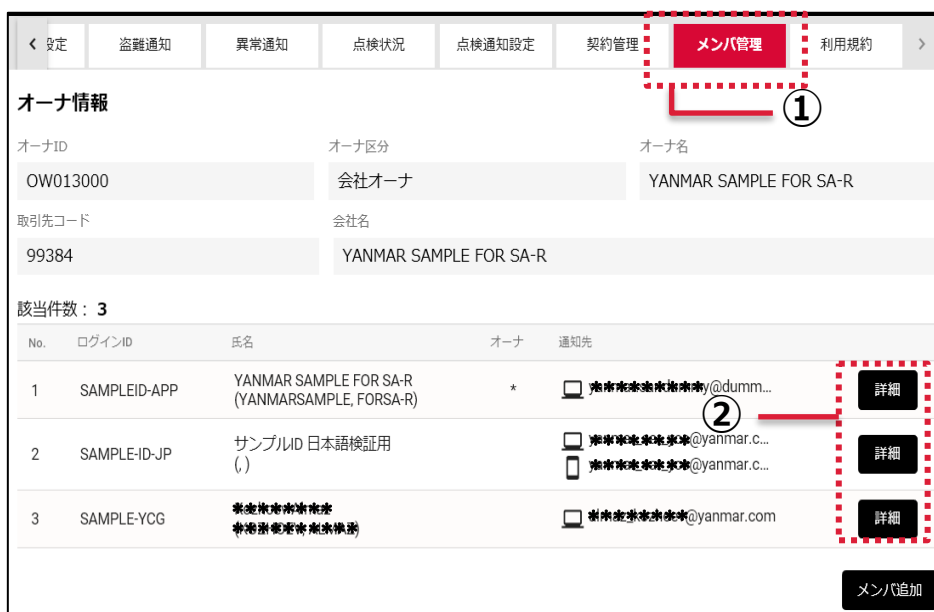 < 設定 盗難通知 異常通知 点検状況 点検通知設定 契約管理 メンバ管理 利用規約 >
①
オーナ情報
オーナID オーナ区分 オーナ名
OW013000 会社オーナ YANMAR SAMPLE FOR SA-R
取引先コード 会社名
99384 YANMAR SAMPLE FOR SA-R
該当件数： 3
No. ログインID 氏名 オーナ 通知先
1 SAMPLEID-APP YANMAR SAMPLE FOR SA-R * y@dumm... 詳細
(YANMARSAMPLE, FORSA-R)
②
2 SAMPLE-ID-JP サンプルID 日本語検証用 @yanmar.c... 詳細
(, ) @yanmar.c...
3 SAMPLE-YCG @yanmar.com 詳細
メンバ追加